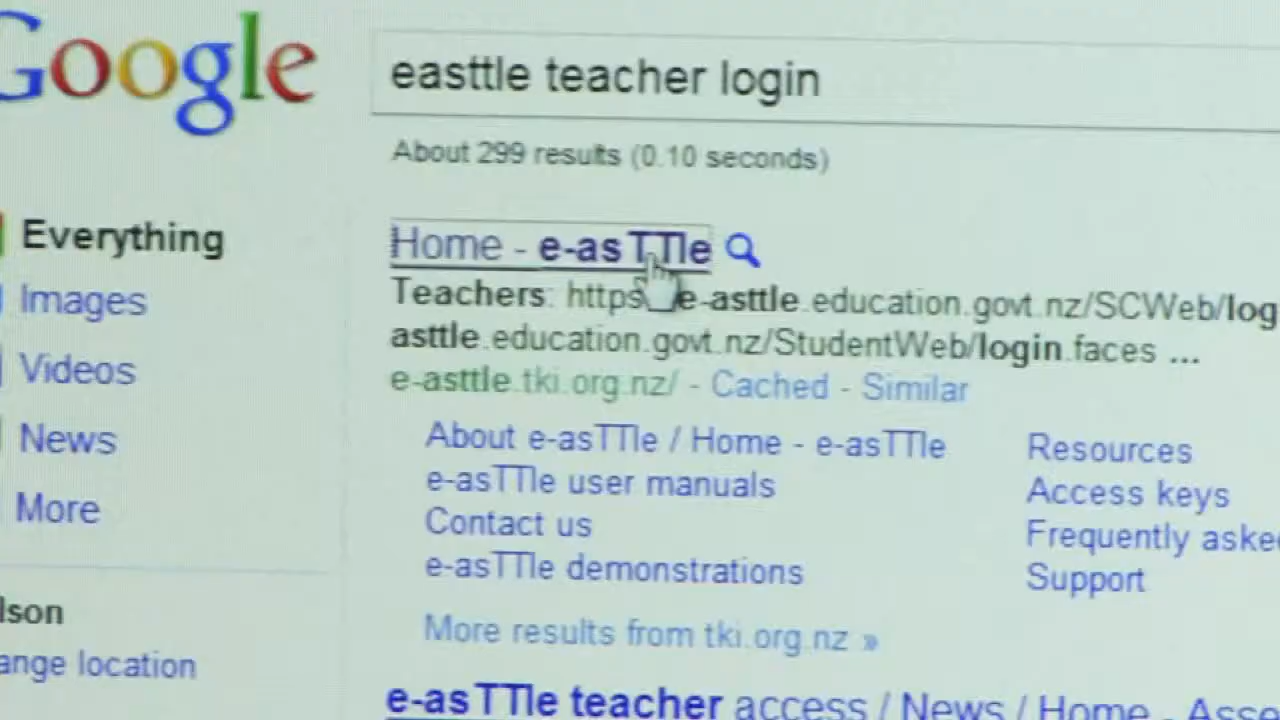 Google
easttle teacher login
About 299 results (0.10 seconds)
Everything
Images
Videos
News
More
lson
ange location
Home - e-asTTle
Teachers: https e-asttle.education.govt.nz/SCWeb/log
asttle.education.govt.nz/StudentWeb/login.faces ...
e-asttle.tki.org.nz/ - Cached - Similar
About e-asTTle / Home - e-asTTle
Resources
e-asTTle user manuals
Access keys
Contact us
Frequently aske
e-asTTle demonstrations
Support
More results from tki.org.nz »
e-asTTle teacher access / News / Home - Asse